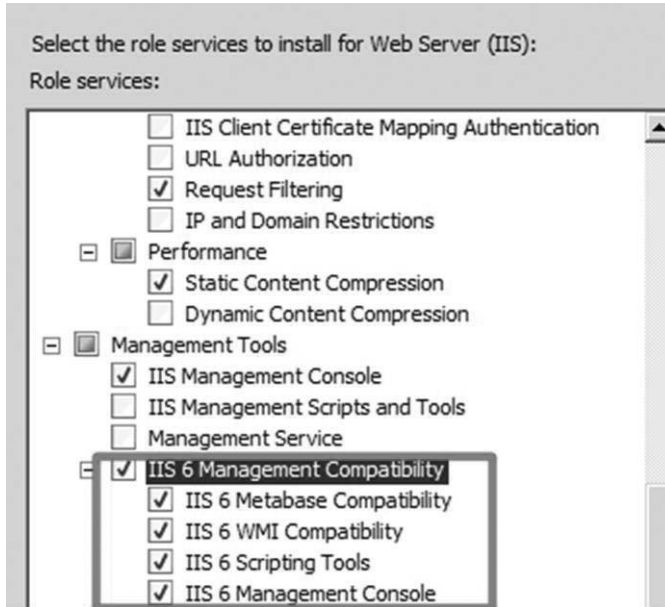 Select the role services to install for Web Server (IIS):
Role services:
IIS Client Certificate Mapping Authentication
URL Authorization
Request Filtering
IP and Domain Restrictions
Performance
Static Content Compression
Dynamic Content Compression
Management Tools
IIS Management Console
IIS Management Scripts and Tools
Management Service
IIS 6 Management Compatibility
IIS 6 Metabase Compatibility
IIS 6 WMI Compatibility
IIS 6 Scripting Tools
IIS 6 Management Console